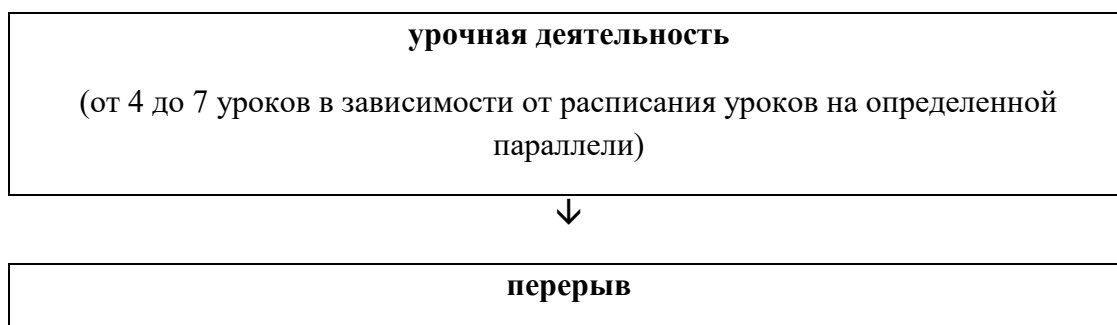 урочная деятельность
(от 4 до 7 уроков в зависимости от расписания уроков на определенной
параллели)
перерыв